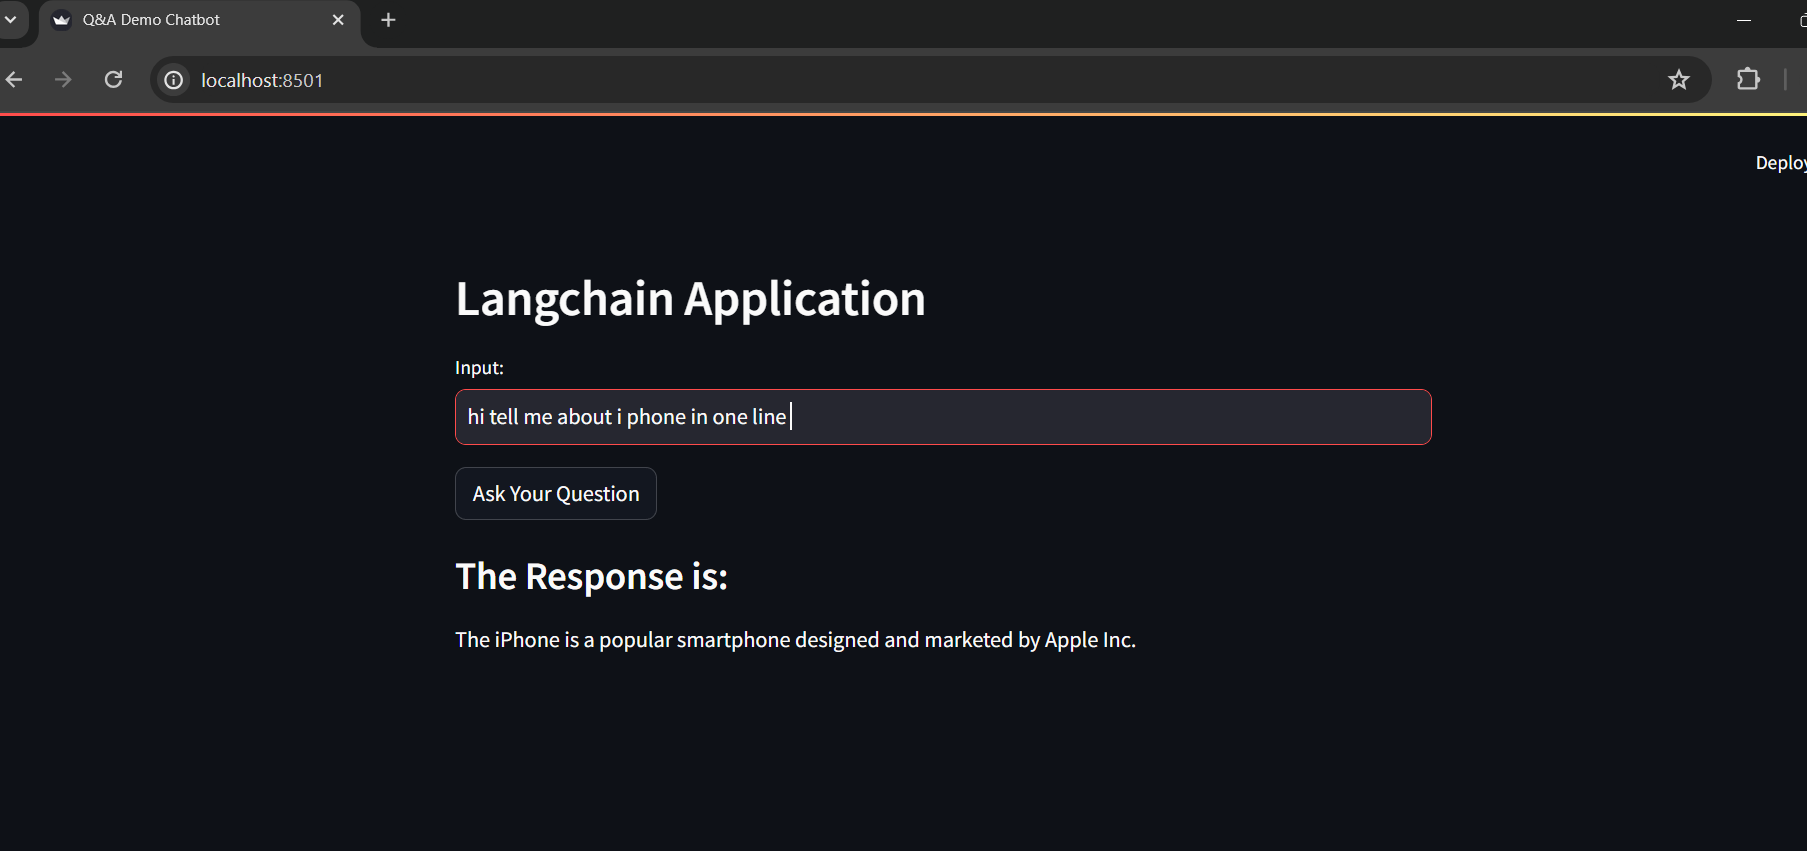 Q&A Demo Chatbot
localhost:8501
Deploy
Langchain Application
Input:
hi tell me about i phone in one line
Ask Your Question
The Response is:
The iPhone is a popular smartphone designed and marketed by Apple Inc.